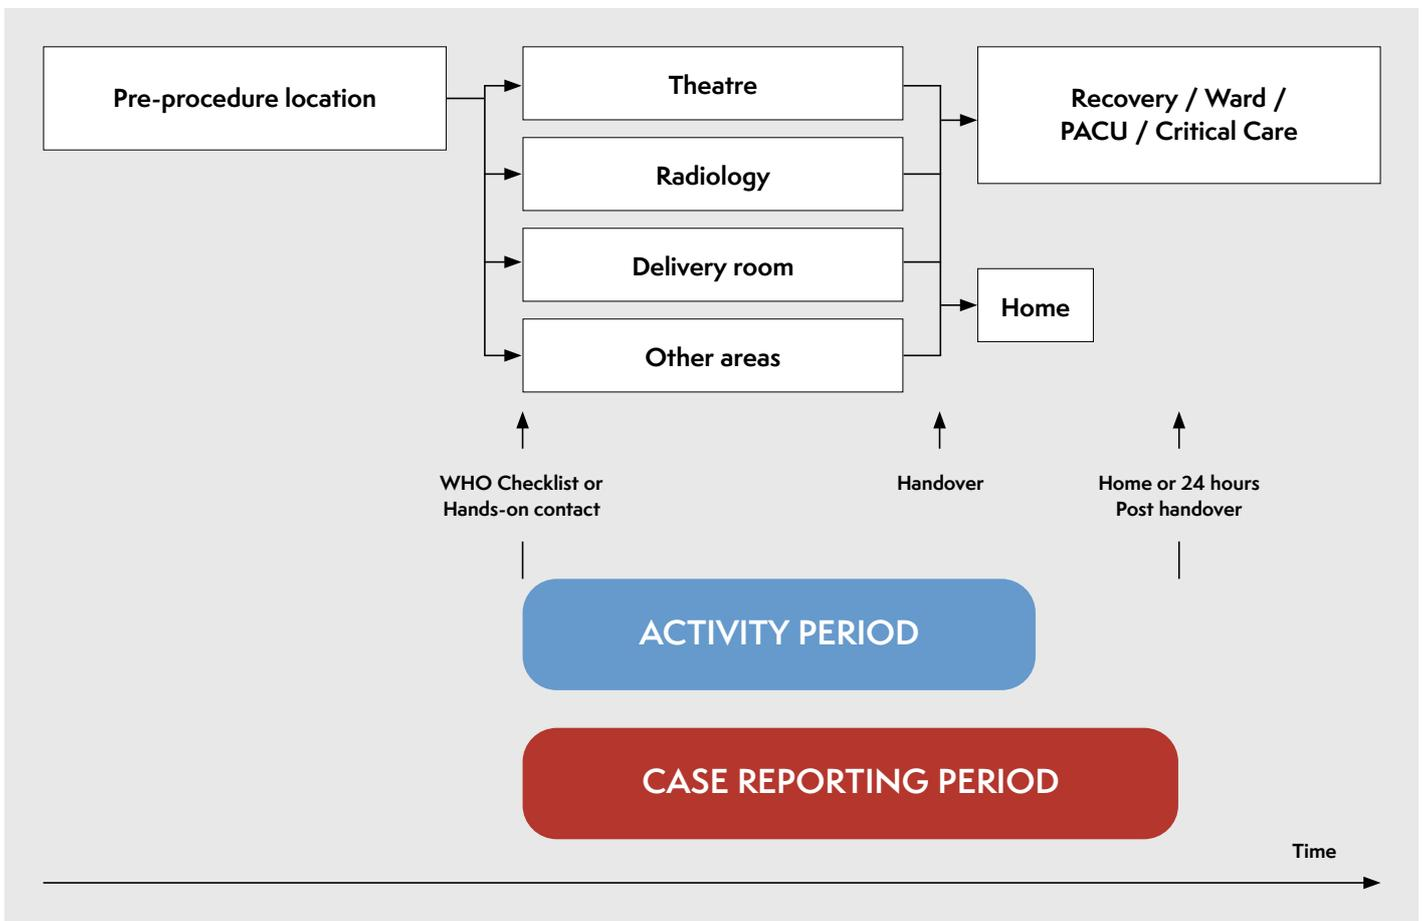 Pre-procedure location
Theatre
Radiology
Delivery room
Other areas
Recovery / Ward /
PACU / Critical Care
Home
WHO Checklist or
Hands-on contact
Handover
Home or 24 hours
Post handover
ACTIVITY PERIOD
CASE REPORTING PERIOD
Time